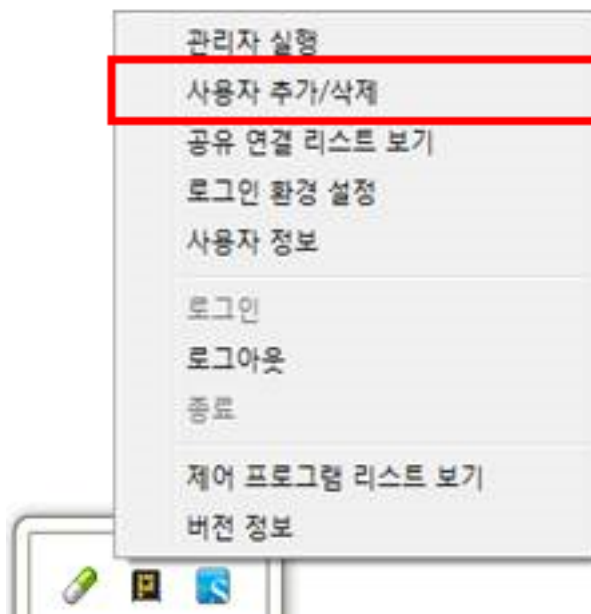 관리자 실행
사용자 추가/삭제
공유 연결 리스트 보기
로그인 환경 설정
사용자 정보
로그인
로그아웃
종료
제어 프로그램 리스트 보기
버전 정보